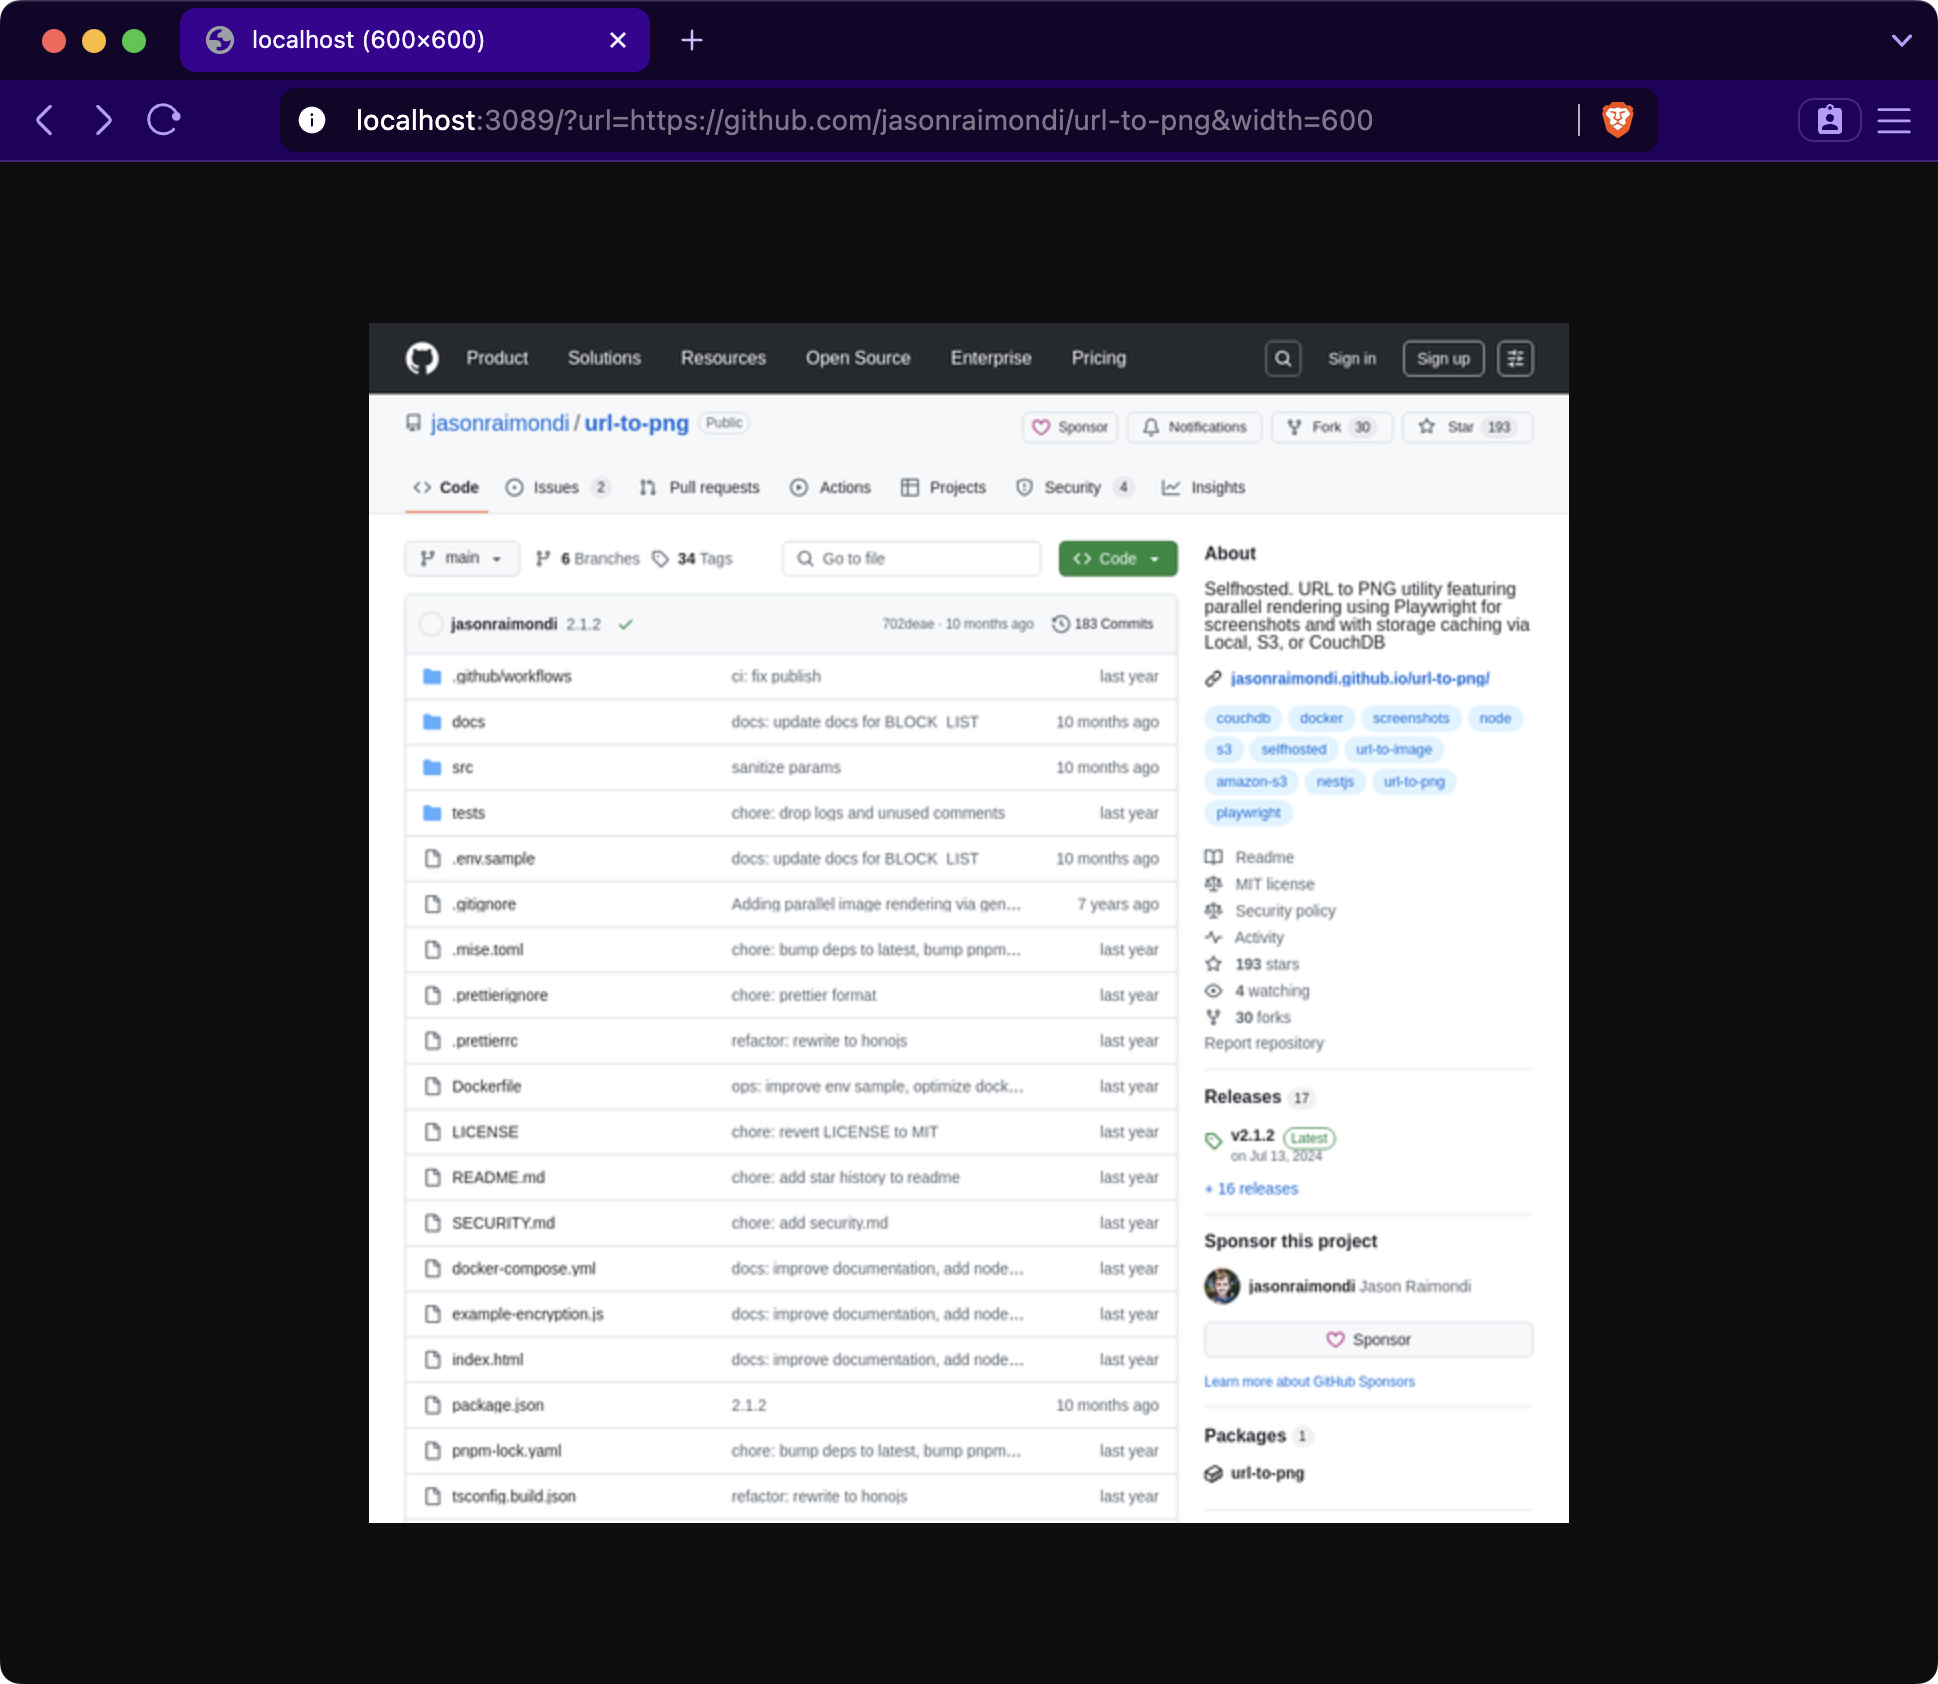 localhost (600×600)
localhost:3089/?url=https://github.com/jasonraimondi/url-to-png&width=600
Product Solutions Resources Open Source Enterprise Pricing Sign in Sign up
jasonraimondi / url-to-png Public Sponsor Notifications Fork 30 Star 193
Code Issues 2 Pull requests Actions Projects Security 4 Insights
main 6 Branches 34 Tags Go to file Code
jasonraimondi 2.1.2 702deae · 10 months ago 183 Commits
.github/workflows ci: fix publish last year
docs docs: update docs for BLOCK_LIST 10 months ago
src sanitize params 10 months ago
tests chore: drop logs and unused comments last year
.env.sample docs: update docs for BLOCK_LIST 10 months ago
.gitignore Adding parallel image rendering via gen... 7 years ago
.mise.toml chore: bump deps to latest, bump pnpm... last year
.prettierignore chore: prettier format last year
.prettierrc refactor: rewrite to honojs last year
Dockerfile ops: improve env sample, optimize dock... last year
LICENSE chore: revert LICENSE to MIT last year
README.md chore: add star history to readme last year
SECURITY.md chore: add security.md last year
docker-compose.yml docs: improve documentation, add node... last year
example-encryption.js docs: improve documentation, add node... last year
index.html docs: improve documentation, add node... last year
package.json 2.1.2 10 months ago
pnpm-lock.yaml chore: bump deps to latest, bump pnpm... last year
tsconfig.build.json refactor: rewrite to honojs last year
About
Selfhosted. URL to PNG utility featuring
parallel rendering using Playwright for
screenshots and with storage caching via
Local, S3, or CouchDB
jasonraimondi.github.io/url-to-png/
couchdb docker screenshots node
s3 selfhosted url-to-image
amazon-s3 nestjs url-to-png
playwright
Readme
MIT license
Security policy
Activity
193 stars
4 watching
30 forks
Report repository
Releases 17
v2.1.2 Latest
on Jul 13, 2024
+ 16 releases
Sponsor this project
jasonraimondi Jason Raimondi
Sponsor
Learn more about GitHub Sponsors
Packages 1
url-to-png